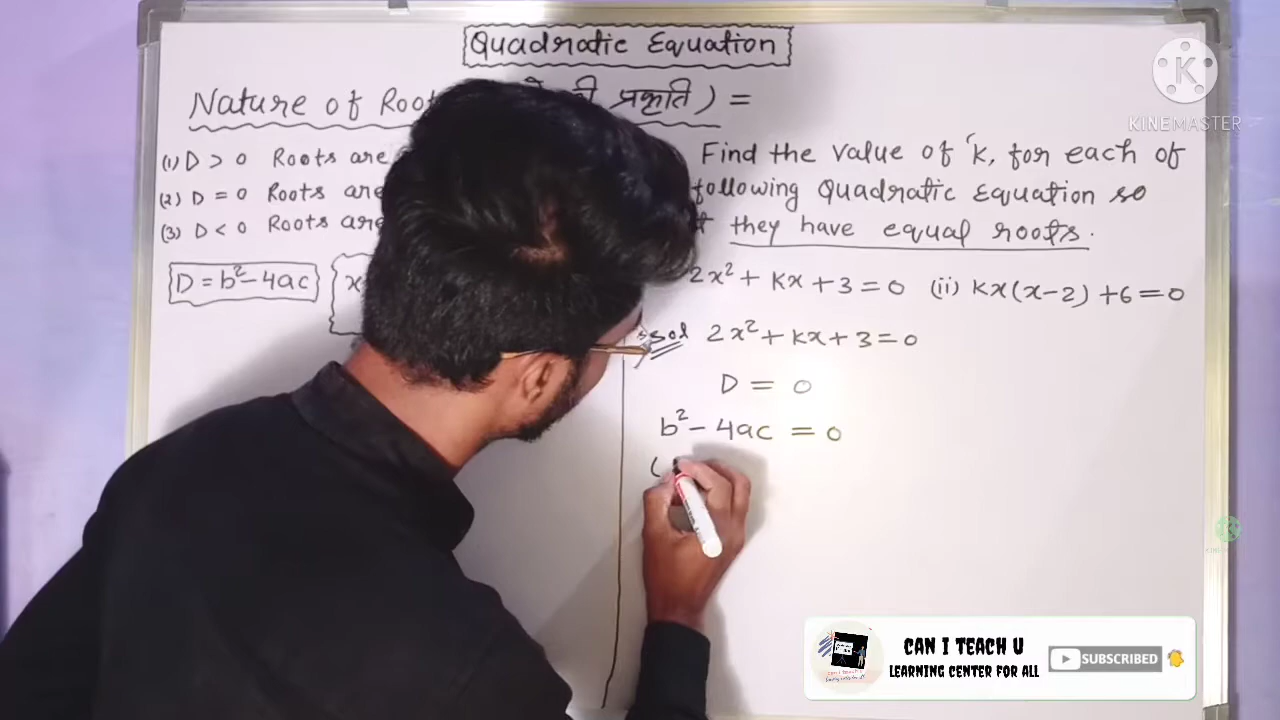 Quadratic Equation
Nature of Root की प्रकृति ) =
(1) D > 0 Roots are
(2) D = 0 Roots are
(3) D < 0 Roots are
D = b² - 4ac
x
Find the value of 'k, for each of
following Quadratic Equation so
they have equal roots.
2x² + kx + 3 = 0 (ii) kx(x-2) + 6 = 0
sol 2x² + kx + 3 = 0
D = 0
b² - 4ac = 0
(
KINEMASTER
CAN I TEACH U
LEARNING CENTER FOR ALL
SUBSCRIBED